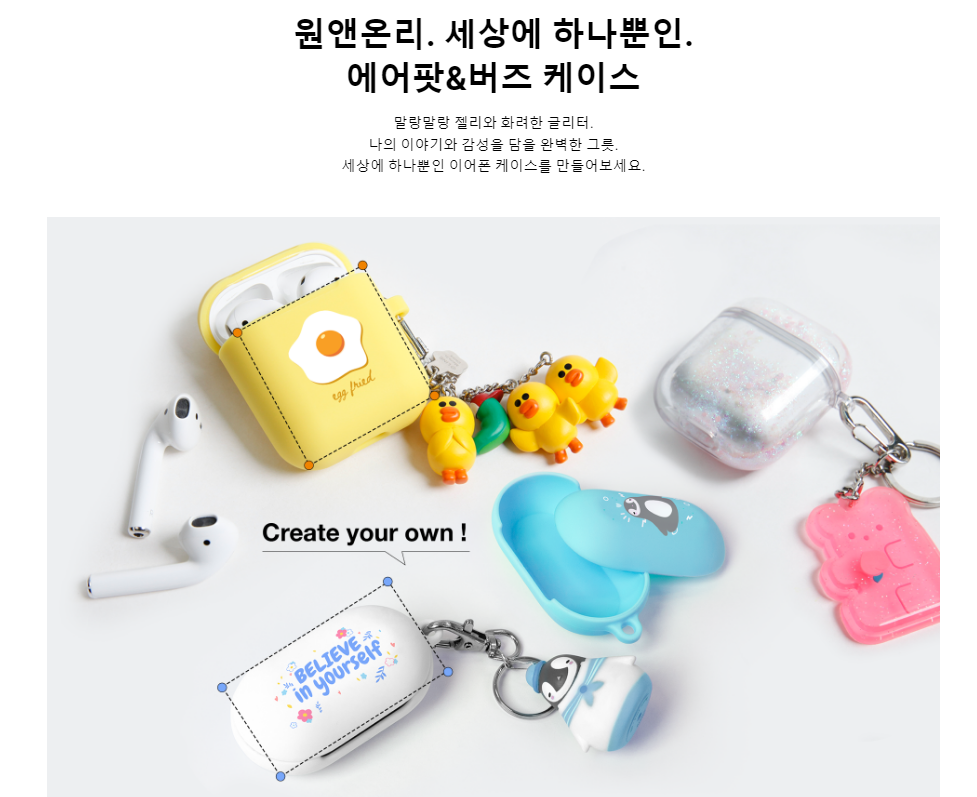 원앤온리. 세상에 하나뿐인.
에어팟&버즈 케이스
말랑말랑 젤리와 화려한 글리터.
나의 이야기와 감성을 담을 완벽한 그릇.
세상에 하나뿐인 이어폰 케이스를 만들어보세요.
egg fried
Create your own !
BELIEVE
in yourself